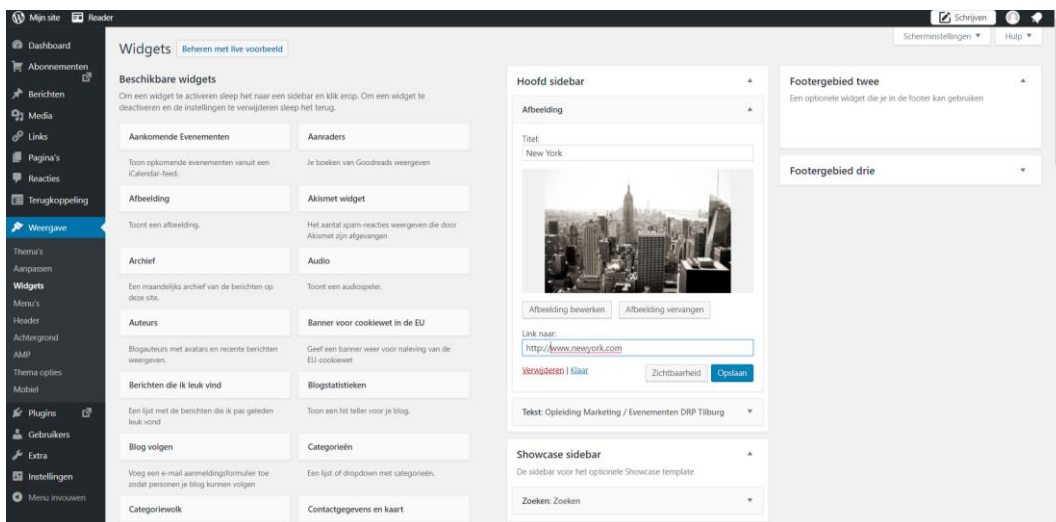 Mijn site Reader Schrijven
Scherminstellingen Hulp
Dashboard
Abonnementen
Berichten
Media
Links
Pagina's
Reacties
Terugkoppeling
Weergave
Thema's
Aanpassen
Widgets
Menu's
Header
Achtergrond
AMP
Thema opties
Mobiel
Plugins
Gebruikers
Extra
Instellingen
Menu invouwen
Widgets Beheren met live voorbeeld
Beschikbare widgets
Om een widget te activeren sleep het naar een sidebar en klik erop. Om een widget te
deactiveren en de instellingen te verwijderen sleep het terug.
Aankomende Evenementen
Toon opkomende evenementen vanuit een
iCalendar-feed.
Aanraders
Je boeken van Goodreads weergeven
Afbeelding
Toont een afbeelding.
Akismet widget
Het aantal spam-reacties weergeven die door
Akismet zijn afgevangen
Archief
Een maandelijks archief van de berichten op
deze site.
Audio
Toont een audiospeler.
Auteurs
Blogauteurs met avatars en recente berichten
weergeven.
Banner voor cookiewet in de EU
Geef een banner weer voor naleving van de
EU-cookiewet
Berichten die ik leuk vind
Een lijst met de berichten die ik pas geleden
leuk vond
Blogstatistieken
Toon een hit teller voor je blog.
Blog volgen
Voeg een e-mail aanmeldingsformulier toe
zodat personen je blog kunnen volgen
Categorieën
Een lijst of dropdown met categorieën.
Categoriewolk
Contactgegevens en kaart
Hoofd sidebar
Afbeelding
Titel:
New York
Afbeelding bewerken Afbeelding vervangen
Link naar:
http://www.newyork.com
Verwijderen | Klaar Zichtbaarheid Opslaan
Tekst: Opleiding Marketing / Evenementen DRP Tilburg
Showcase sidebar
De sidebar voor het optionele Showcase template
Zoeken: Zoeken
Footergebied twee
Een optionele widget die je in de footer kan gebruiken
Footergebied drie